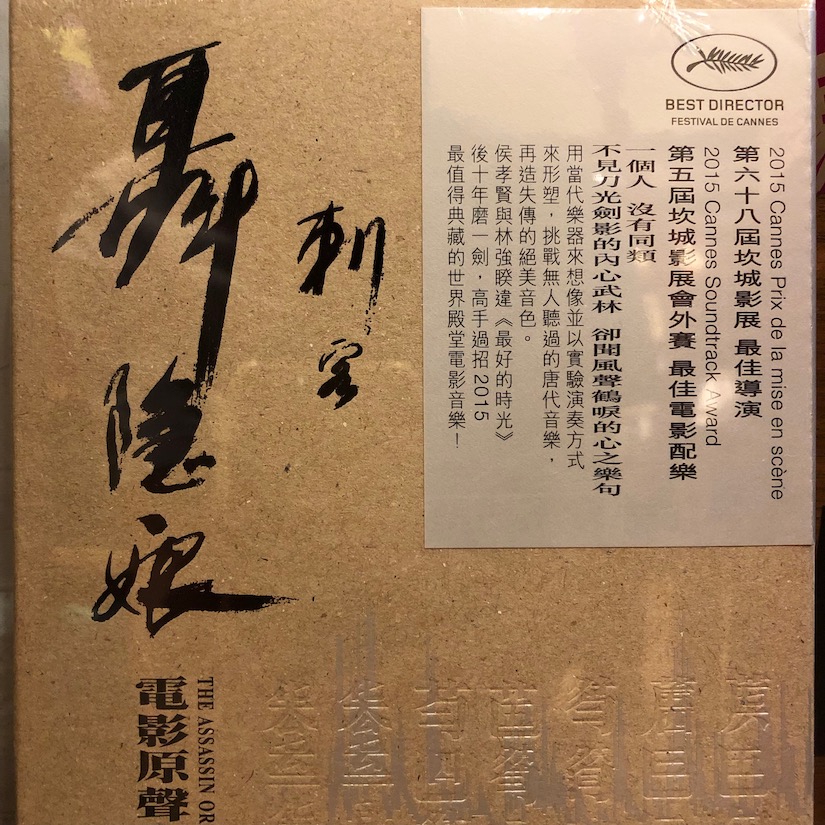 BEST DIRECTOR
FESTIVAL DE CANNES
2015 Cannes Prix de la mise en scène
第六十八屆坎城影展 最佳導演
2015 Cannes Soundtrack Award
第五屆坎城影展會外賽 最佳電影配樂
一個人 沒有同類
不見刀光劍影的內心武林 卻聞風聲鶴唳的心之樂句
用當代樂器來想像並以實驗演奏方式
來形塑，挑戰無人聽過的唐代音樂，
再造失傳的絕美音色。
侯孝賢與林強睽違《最好的時光》
後十年磨一劍，高手過招 2015
最值得典藏的世界殿堂電影音樂！
刺客
聶隱娘
THE ASSASSIN OR
電影原聲